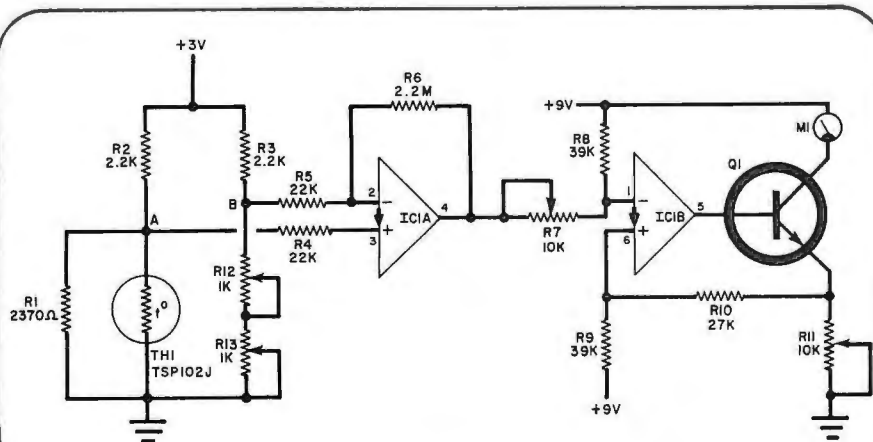 +3V
R2
2.2K
R3
2.2K
R6
2.2M
+9V
R8
39K
M1
Q1
A
B
R5
22K
2
-
IC1A
4
3
+
R4
22K
R7
10K
1
-
IC1B
5
6
+
R1
2370Ω
t°
TH1
TSP102J
R12
1K
R13
1K
R9
39K
+9V
R10
27K
R11
10K